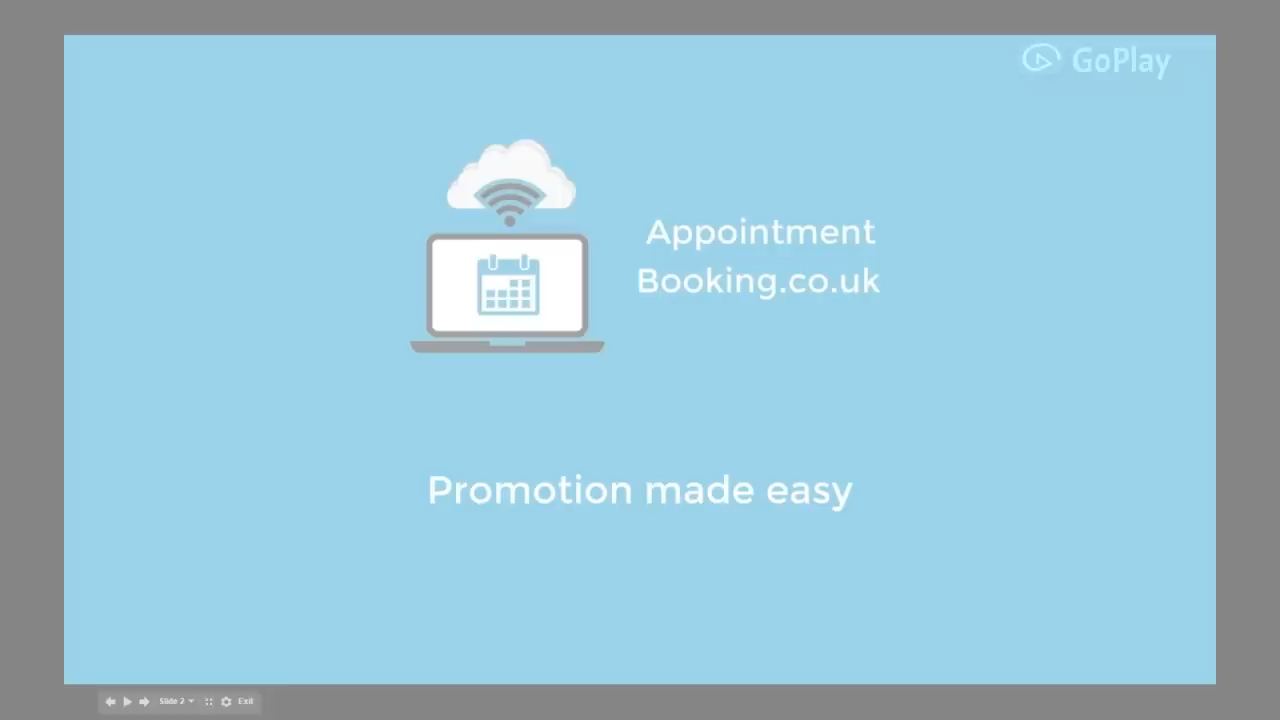 GoPlay
Appointment
Booking.co.uk
Promotion made easy
Slide 2
Exit